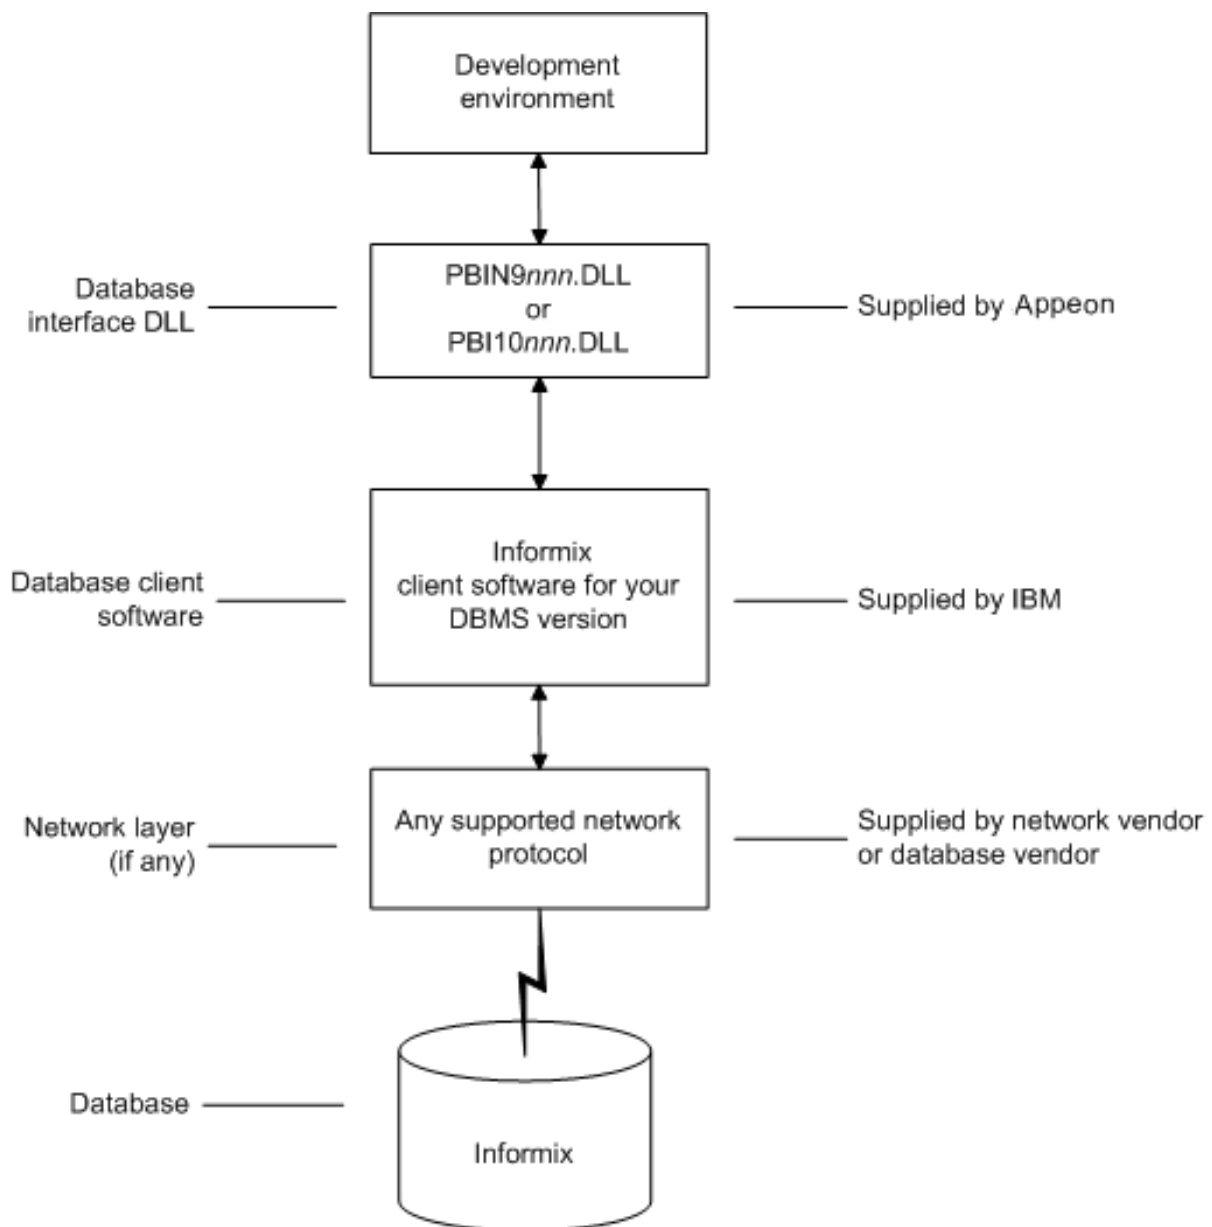 Development
environment
Database
interface DLL
PBIN9nnn.DLL
or
PBI10nnn.DLL
Supplied by Appeon
Database client
software
Informix
client software for your
DBMS version
Supplied by IBM
Network layer
(if any)
Any supported network
protocol
Supplied by network vendor
or database vendor
Database
Informix